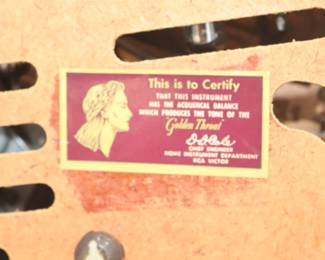 This is to Certify
THAT THIS INSTRUMENT
HAS THE ACOUSTICAL BALANCE
WHICH PRODUCES THE TONE OF THE
"Golden Throat"
CHIEF ENGINEER
HOME INSTRUMENT DEPARTMENT
RCA VICTOR